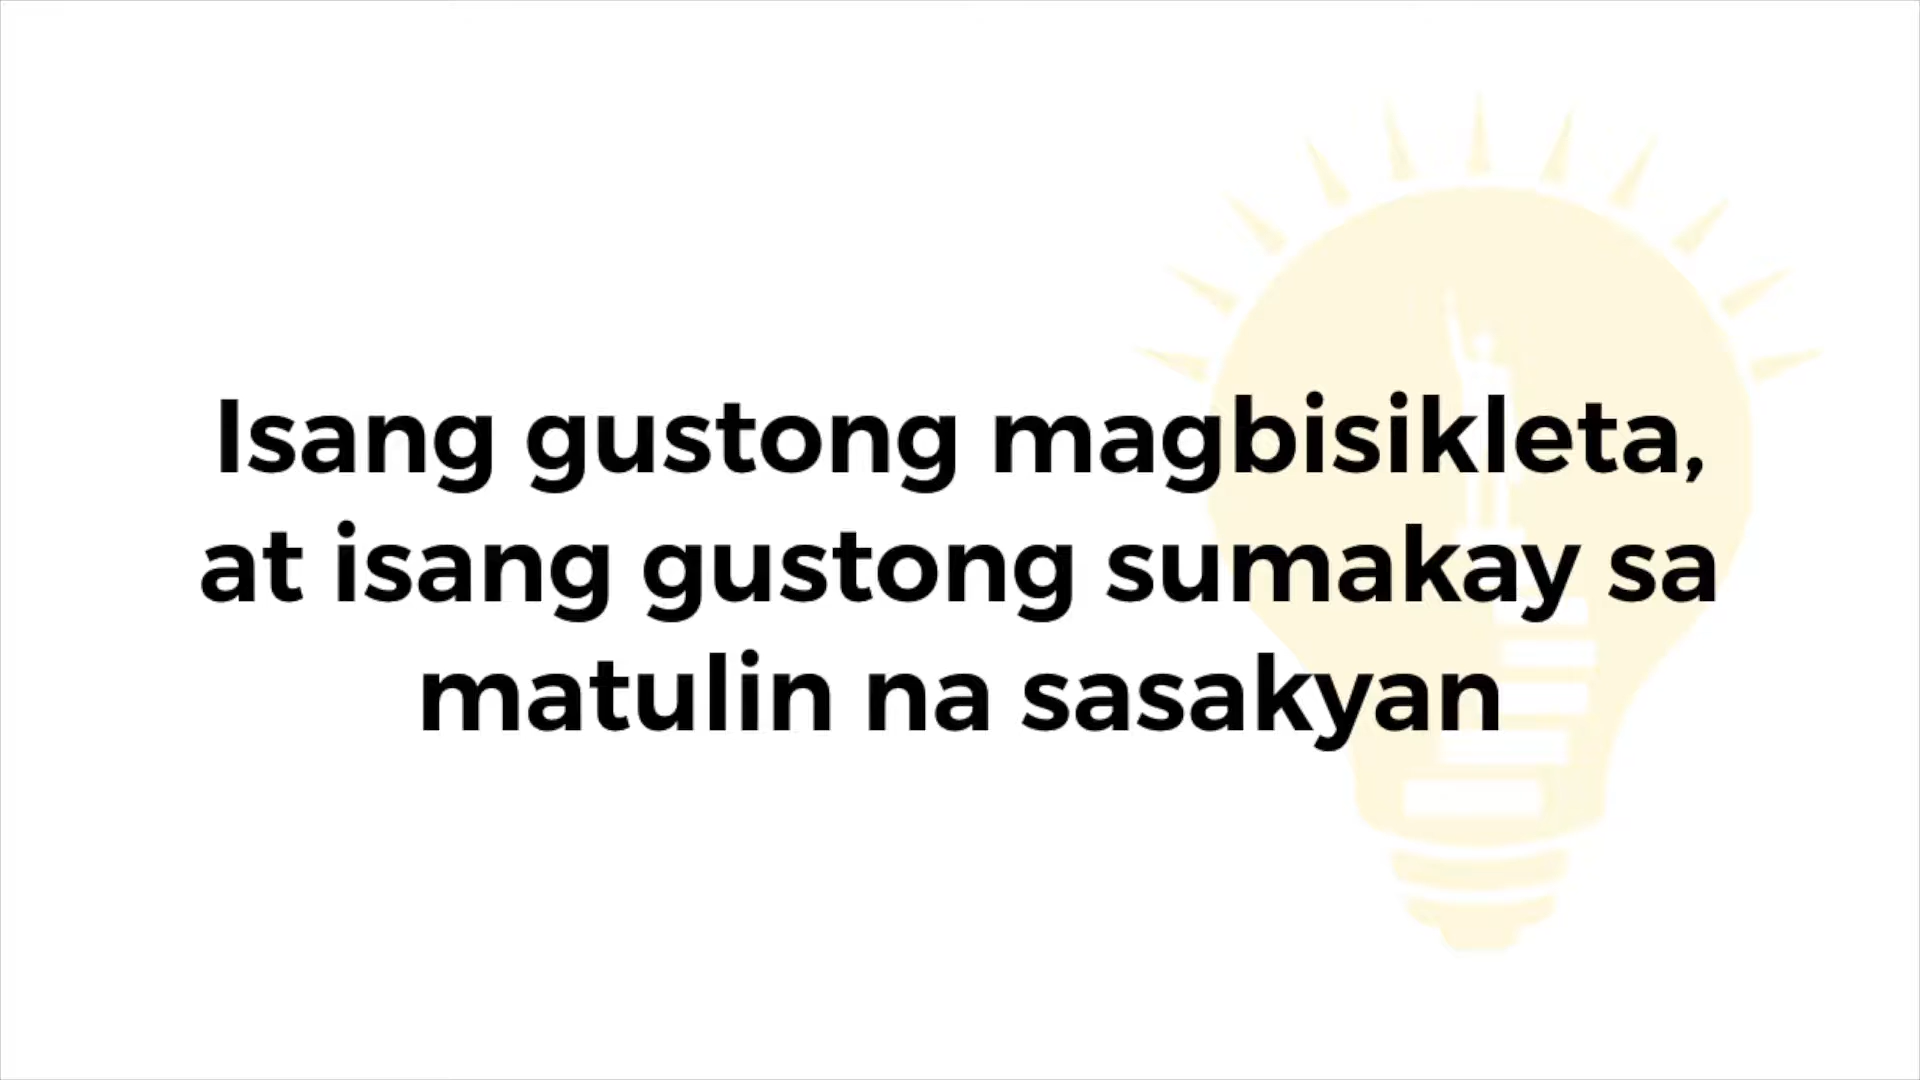 Isang gustong magbisikleta,
at isang gustong sumakay sa
matulin na sasakyan